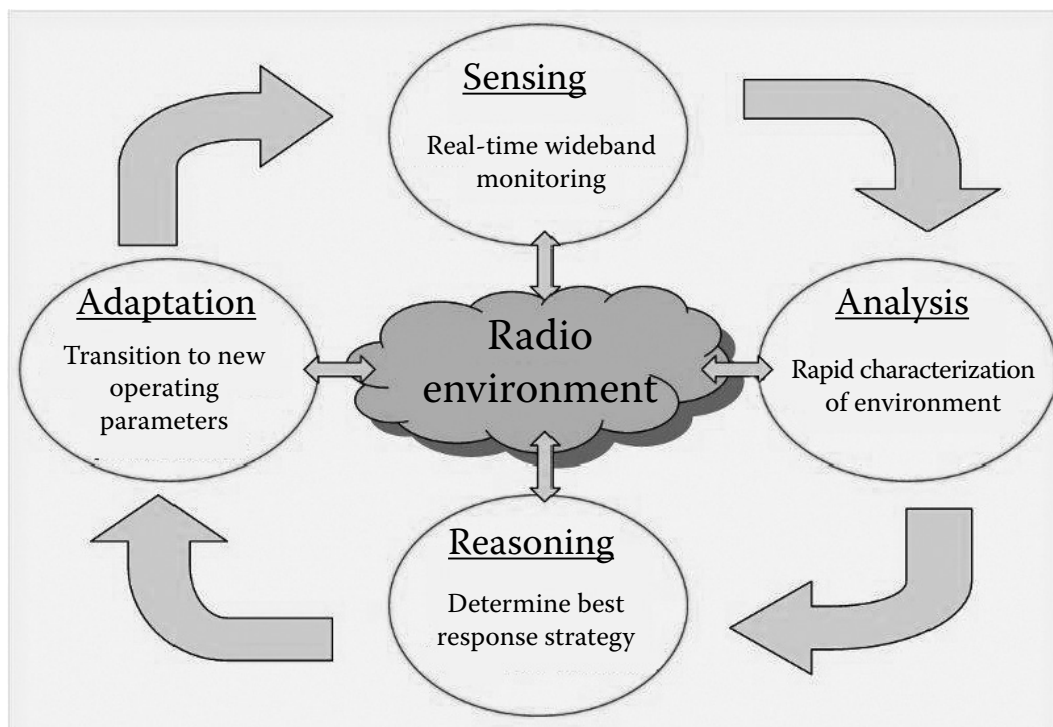 Sensing
Real-time wideband
monitoring
Adaptation
Transition to new
operating
parameters
Radio
environment
Analysis
Rapid characterization
of environment
Reasoning
Determine best
response strategy